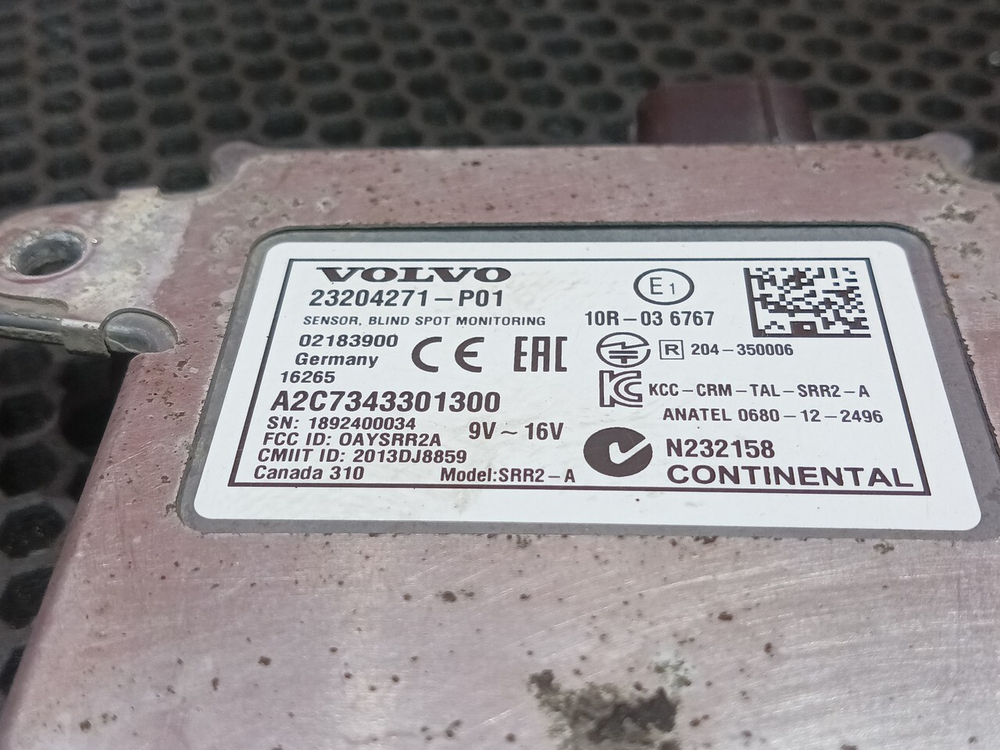 VOLVO
23204271-P01
SENSOR, BLIND SPOT MONITORING
02183900
Germany
16265
CE EAC
A2C7343301300
SN: 1892400034
FCC ID: OAYSRR2A
9V ~ 16V
CMIIT ID: 2013DJ8859
Canada 310
Model:SRR2-A
E1
10R-03 6767
R 204-350006
KC KCC-CRM-TAL-SRR2-A
ANATEL 0680-12-2496
N232158
CONTINENTAL